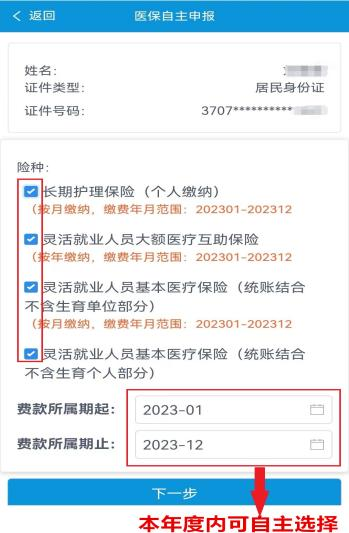 返回 医保自主申报
姓名：
证件类型： 居民身份证
证件号码： 3707**********
险种：
长期护理保险（个人缴纳）
（按月缴纳，缴费年月范围：202301-202312
灵活就业人员大额医疗互助保险
（按年缴纳，缴费年月范围：202301-202312
灵活就业人员基本医疗保险（统账结合
不含生育单位部分）
（按月缴纳，缴费年月范围：202301-202312
灵活就业人员基本医疗保险（统账结合
不含生育个人部分）
费款所属期起： 2023-01
费款所属期止： 2023-12
下一步
本年度内可自主选择